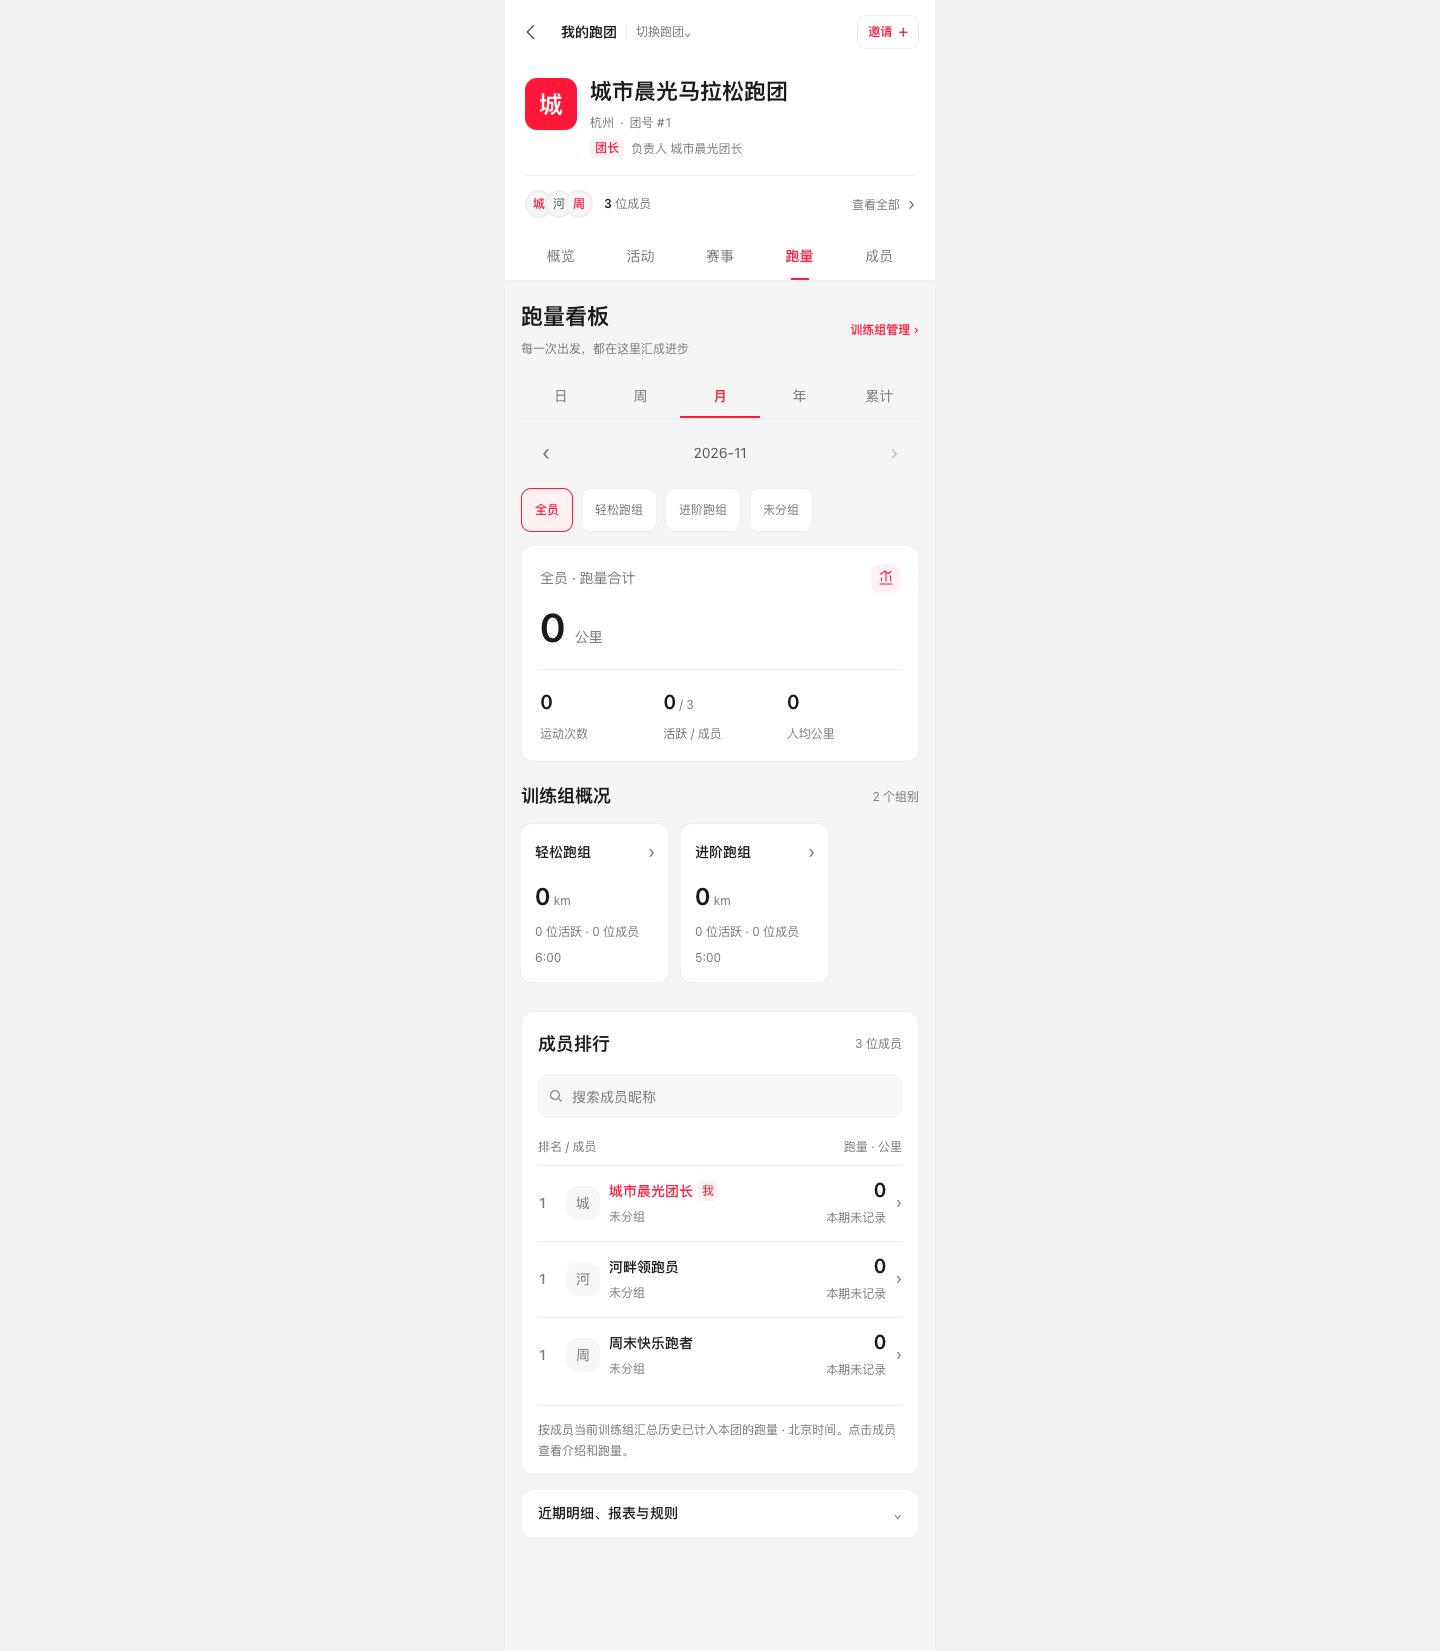 我的跑团 切换跑团
邀请 +
城 城市晨光马拉松跑团
杭州 · 团号 #1
团长 负责人 城市晨光团长
城 河 周 3 位成员 查看全部 ›
概览 活动 赛事 跑量 成员
跑量看板
训练组管理 ›
每一次出发，都在这里汇成进步
日 周 月 年 累计
‹ 2026-11 ›
全员 轻松跑组 进阶跑组 未分组
全员 · 跑量合计
0 公里
0 0 / 3 0
运动次数 活跃 / 成员 人均公里
训练组概况 2 个组别
轻松跑组 ›
0 km
0 位活跃 · 0 位成员
6:00
进阶跑组 ›
0 km
0 位活跃 · 0 位成员
5:00
成员排行 3 位成员
搜索成员昵称
排名 / 成员 跑量 · 公里
1 城 城市晨光团长 我 0 ›
未分组 本期未记录
1 河 河畔领跑员 0 ›
未分组 本期未记录
1 周 周末快乐跑者 0 ›
未分组 本期未记录
按成员当前训练组汇总历史已计入本团的跑量 · 北京时间。点击成员
查看介绍和跑量。
近期明细、报表与规则